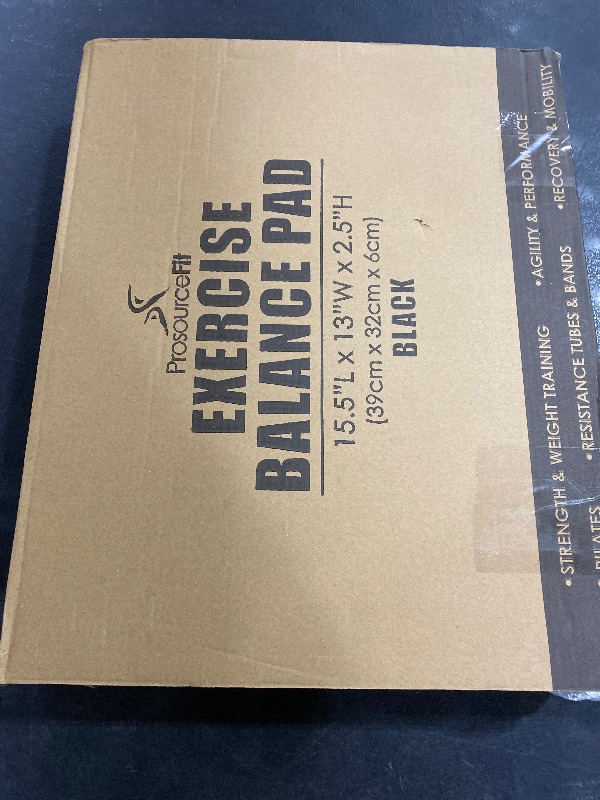 ProsourceFit
EXERCISE
BALANCE PAD
15.5"L x 13"W x 2.5"H
(39cm x 32cm x 6cm)
BLACK
• STRENGTH & WEIGHT TRAINING • AGILITY & PERFORMANCE
• RESISTANCE TUBES & BANDS • RECOVERY & MOBILITY